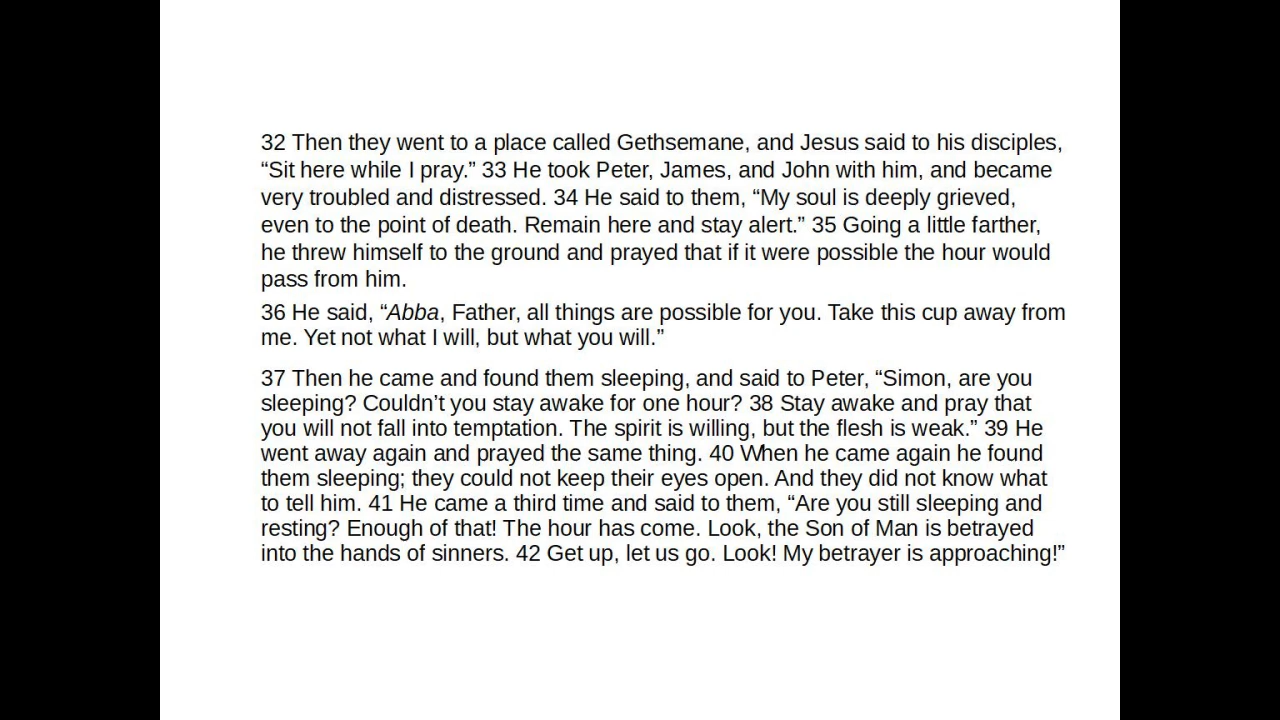 32 Then they went to a place called Gethsemane, and Jesus said to his disciples,
“Sit here while I pray.” 33 He took Peter, James, and John with him, and became
very troubled and distressed. 34 He said to them, “My soul is deeply grieved,
even to the point of death. Remain here and stay alert.” 35 Going a little farther,
he threw himself to the ground and prayed that if it were possible the hour would
pass from him.
36 He said, “Abba, Father, all things are possible for you. Take this cup away from
me. Yet not what I will, but what you will.”
37 Then he came and found them sleeping, and said to Peter, “Simon, are you
sleeping? Couldn’t you stay awake for one hour? 38 Stay awake and pray that
you will not fall into temptation. The spirit is willing, but the flesh is weak.” 39 He
went away again and prayed the same thing. 40 When he came again he found
them sleeping; they could not keep their eyes open. And they did not know what
to tell him. 41 He came a third time and said to them, “Are you still sleeping and
resting? Enough of that! The hour has come. Look, the Son of Man is betrayed
into the hands of sinners. 42 Get up, let us go. Look! My betrayer is approaching!”